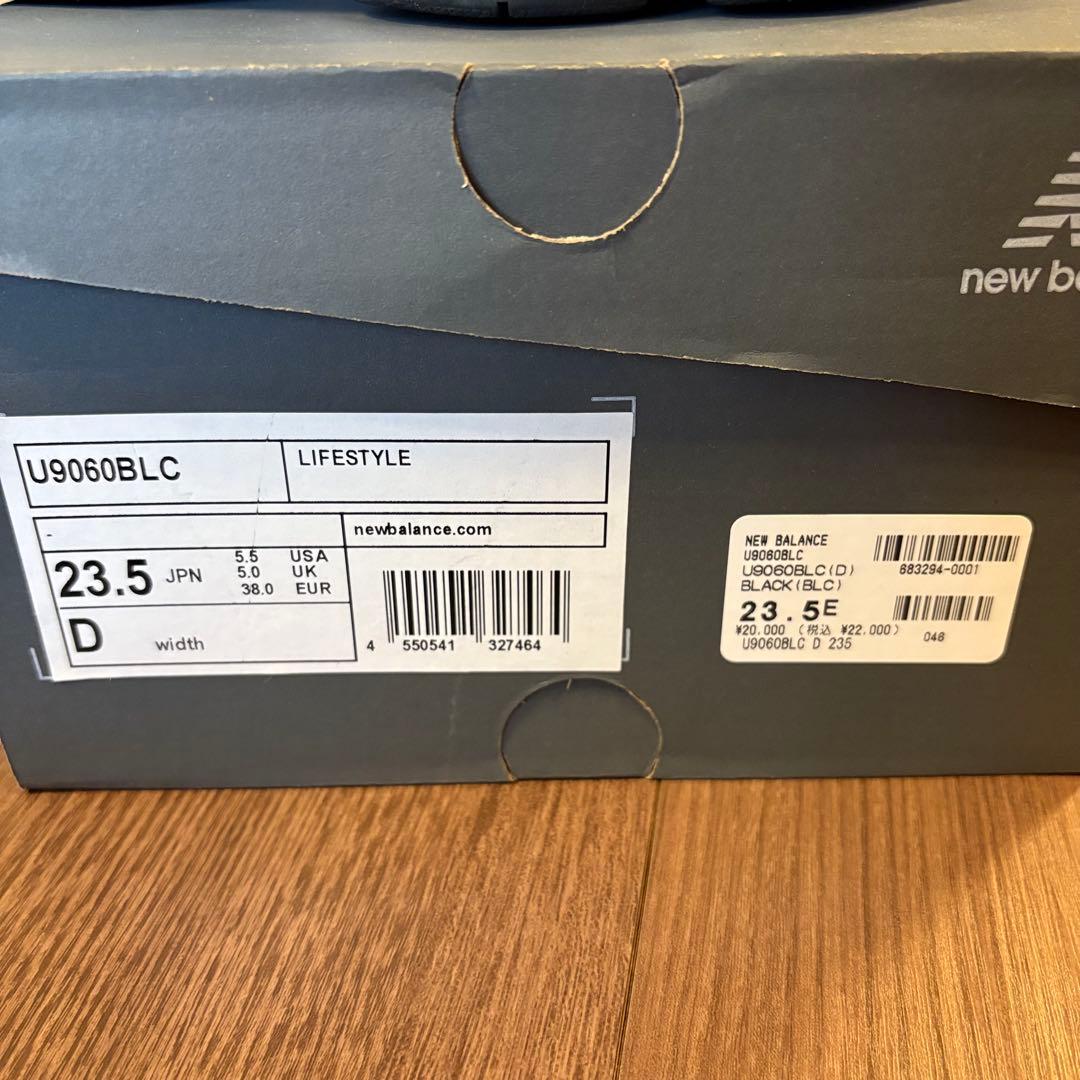 new ba
U9060BLC
LIFESTYLE
newbalance.com
23.5 JPN
5.5 USA
5.0 UK
38.0 EUR
D width
4 550541 327464
NEW BALANCE
U9060BLC
U9060BLC(D)
BLACK(BLC)
23.5E
¥20,000 (税込 ¥22,000)
U9060BLC D 235
683294-0001
046